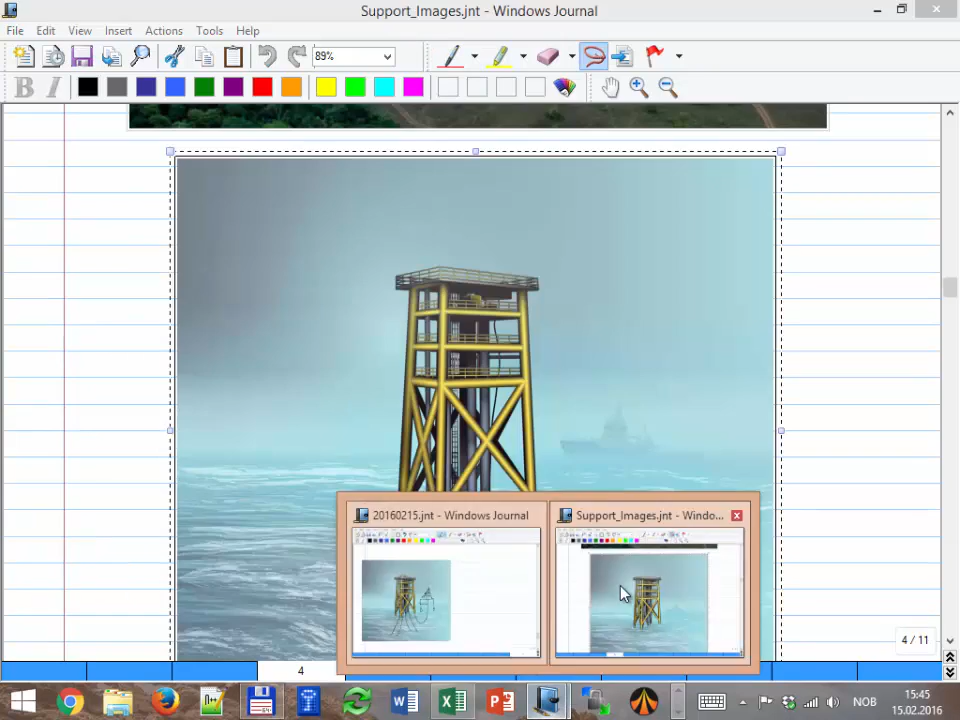 Support_Images.jnt - Windows Journal
File Edit View Insert Actions Tools Help
89%
B I
20160215.jnt - Windows Journal
Support_Images.jnt - Windo...
4 / 11
4
NOB
15:45
15.02.2016